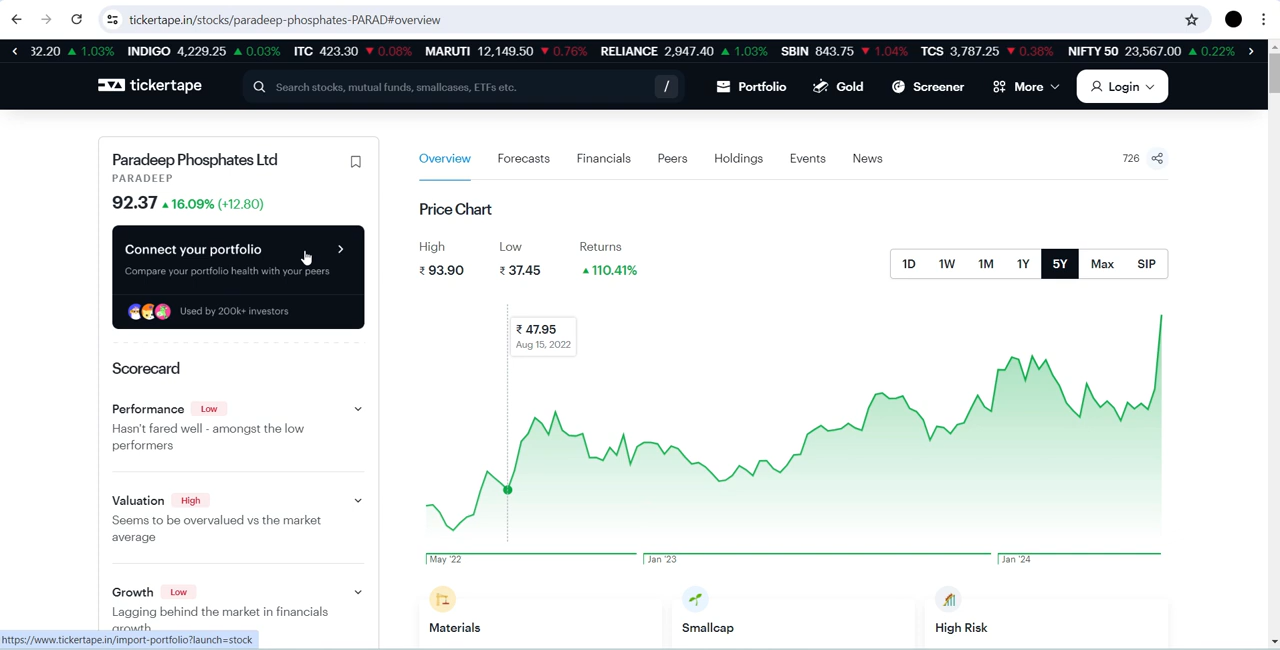 tickertape.in/stocks/paradeep-phosphates-PARAD#overview
32.20 ▲ 1.03% INDIGO 4,229.25 ▲ 0.03% ITC 423.30 ▼ 0.08% MARUTI 12,149.50 ▼ 0.76% RELIANCE 2,947.40 ▲ 1.03% SBIN 843.75 ▼ 1.04% TCS 3,787.25 ▼ 0.38% NIFTY 50 23,567.00 ▲ 0.22%
tickertape
Search stocks, mutual funds, smallcases, ETFs etc. /
Portfolio Gold Screener More Login
Paradeep Phosphates Ltd
PARADEEP
92.37 ▲ 16.09% (+12.80)
Connect your portfolio
Compare your portfolio health with your peers
Used by 200k+ investors
Scorecard
Performance Low
Hasn't fared well - amongst the low
performers
Valuation High
Seems to be overvalued vs the market
average
Growth Low
Lagging behind the market in financials
growth
https://www.tickertape.in/import-portfolio?launch=stock
Overview Forecasts Financials Peers Holdings Events News
726
Price Chart
High Low Returns
₹ 93.90 ₹ 37.45 ▲ 110.41%
1D 1W 1M 1Y 5Y Max SIP
₹ 47.95
Aug 15, 2022
May '22 Jan '23 Jan '24
Materials Smallcap High Risk